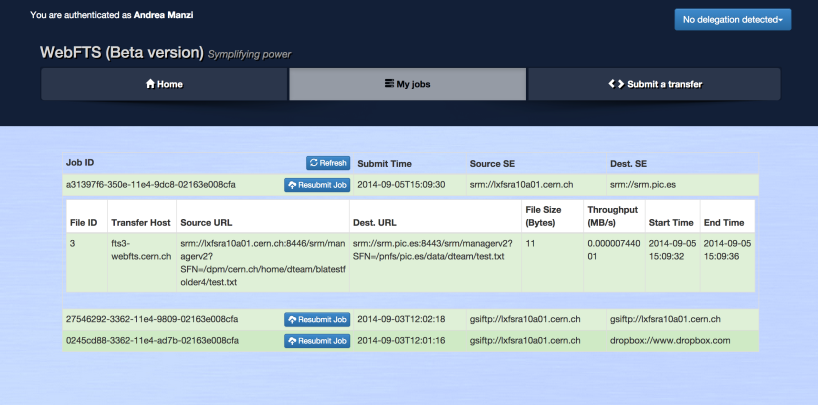 You are authenticated as Andrea Manzi
No delegation detected
WebFTS (Beta version) Symplifying power
Home
My jobs
Submit a transfer
Job ID Refresh Submit Time Source SE Dest. SE
a31397f6-350e-11e4-9dc8-02163e008cfa Resubmit Job 2014-09-05T15:09:30 srm://lxfsra10a01.cern.ch srm://srm.pic.es
File ID Transfer Host Source URL Dest. URL File Size (Bytes) Throughput (MB/s) Start Time End Time
3 fts3- srm://lxfsra10a01.cern.ch:8446/srm/man srm://srm.pic.es:8443/srm/managerv2? 11 0.000007440 2014-09-05 2014-09-05
webfts.cern.ch agerv2? SFN=/pnfs/pic.es/data/dteam/test.txt 01 15:09:32 15:09:36
SFN=/dpm/cern.ch/home/dteam/blatestf
older4/test.txt
27546292-3362-11e4-9809-02163e008cfa Resubmit Job 2014-09-03T12:02:18 gsiftp://lxfsra10a01.cern.ch gsiftp://lxfsra10a01.cern.ch
0245cd88-3362-11e4-ad7b-02163e008cfa Resubmit Job 2014-09-03T12:01:16 gsiftp://lxfsra10a01.cern.ch dropbox://www.dropbox.com